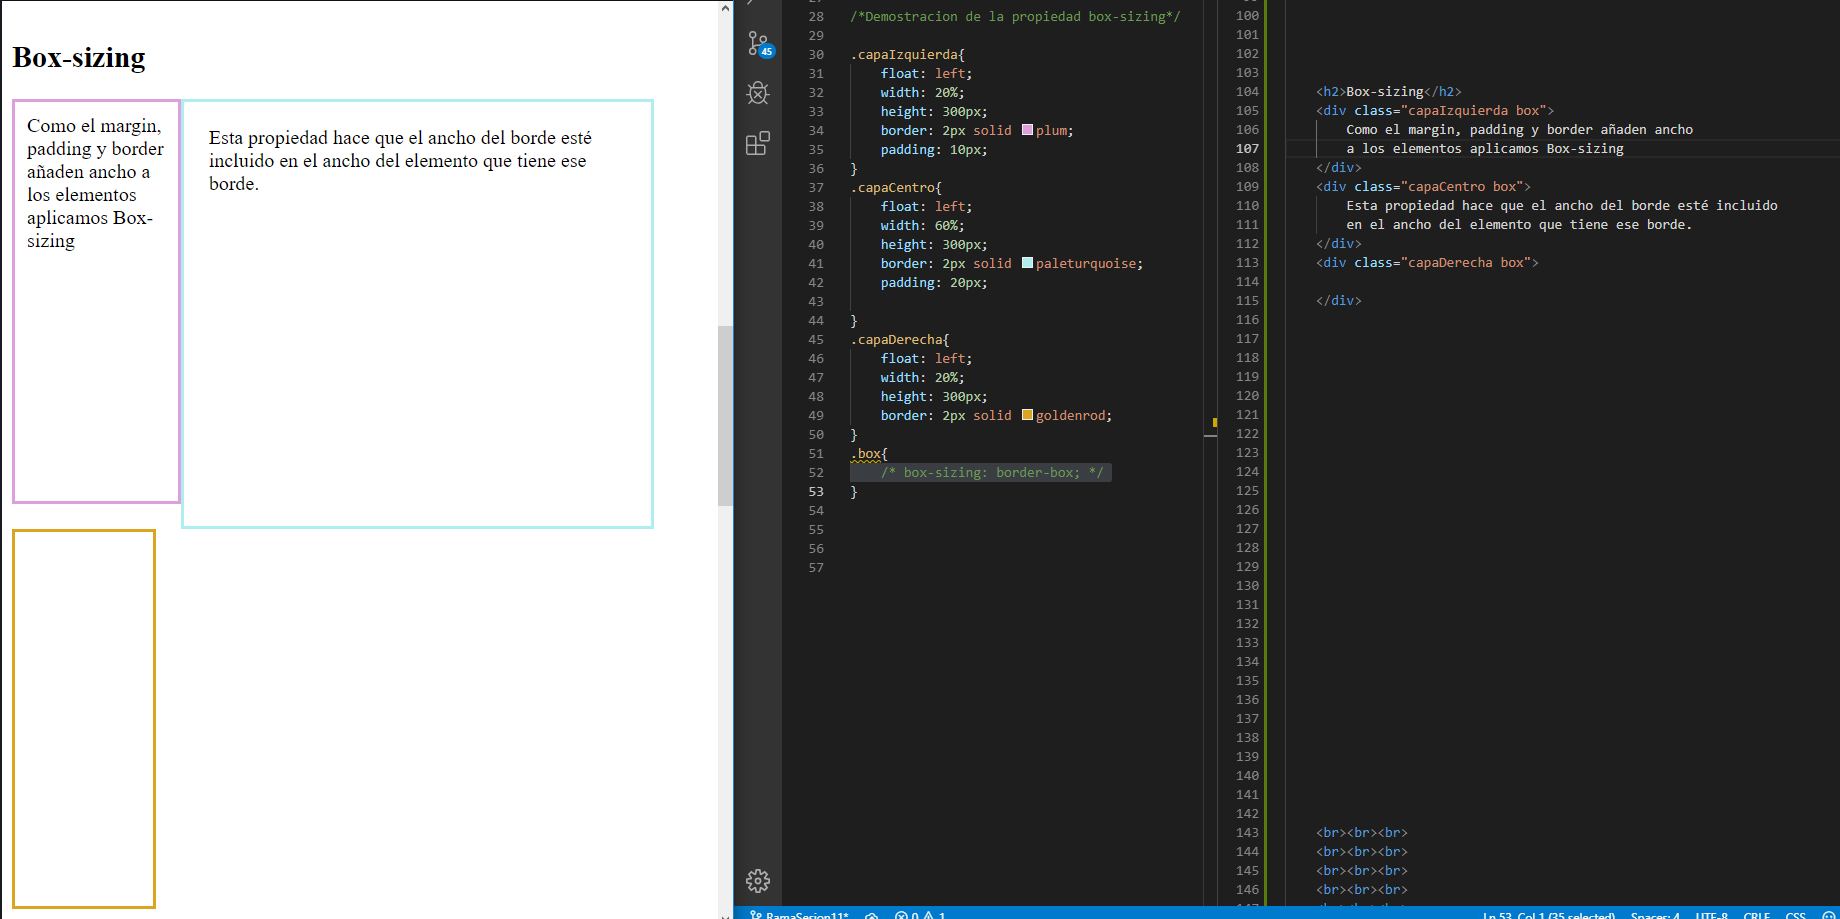 Box-sizing
Como el margin,
padding y border
añaden ancho a
los elementos
aplicamos Box-
sizing
Esta propiedad hace que el ancho del borde esté
incluido en el ancho del elemento que tiene ese
borde.
45
28 /*Demostracion de la propiedad box-sizing*/
29
30 .capaIzquierda{
31 float: left;
32 width: 20%;
33 height: 300px;
34 border: 2px solid plum;
35 padding: 10px;
36 }
37 .capaCentro{
38 float: left;
39 width: 60%;
40 height: 300px;
41 border: 2px solid paleturquoise;
42 padding: 20px;
43
44 }
45 .capaDerecha{
46 float: left;
47 width: 20%;
48 height: 300px;
49 border: 2px solid goldenrod;
50 }
51 .box{
52 /* box-sizing: border-box; */
53 }
54
55
56
57
100
101
102
103
104 <h2>Box-sizing</h2>
105 <div class="capaIzquierda box">
106 Como el margin, padding y border añaden ancho
107 a los elementos aplicamos Box-sizing
108 </div>
109 <div class="capaCentro box">
110 Esta propiedad hace que el ancho del borde esté incluido
111 en el ancho del elemento que tiene ese borde.
112 </div>
113 <div class="capaDerecha box">
114
115 </div>
116
117
118
119
120
121
122
123
124
125
126
127
128
129
130
131
132
133
134
135
136
137
138
139
140
141
142
143 <br><br><br>
144 <br><br><br>
145 <br><br><br>
146 <br><br><br>
RamaSesion11* 0 1 Ln 53, Col 1 (35 selected) Spaces: 4 UTF-8 CRLF CSS